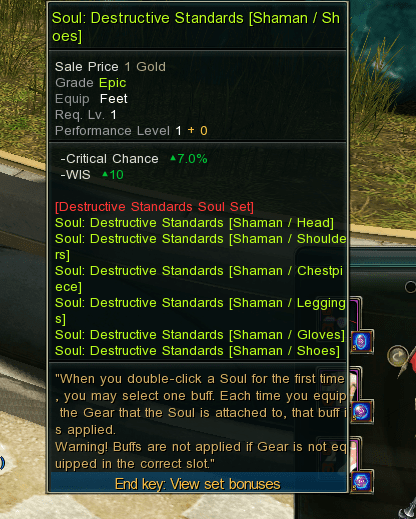 Soul: Destructive Standards [Shaman / Sh
oes]
Sale Price 1 Gold
Grade Epic
Equip Feet
Req. Lv. 1
Performance Level 1 + 0
-Critical Chance ▲7.0%
-WIS ▲10
[Destructive Standards Soul Set]
Soul: Destructive Standards [Shaman / Head]
Soul: Destructive Standards [Shaman / Shoulde
rs]
Soul: Destructive Standards [Shaman / Chestpi
ece]
Soul: Destructive Standards [Shaman / Legging
s]
Soul: Destructive Standards [Shaman / Gloves]
Soul: Destructive Standards [Shaman / Shoes]
"When you double-click a Soul for the first time
, you may select one buff. Each time you equip
the Gear that the Soul is attached to, that buff i
s applied.
Warning! Buffs are not applied if Gear is not eq
uipped in the correct slot."
End key: View set bonuses